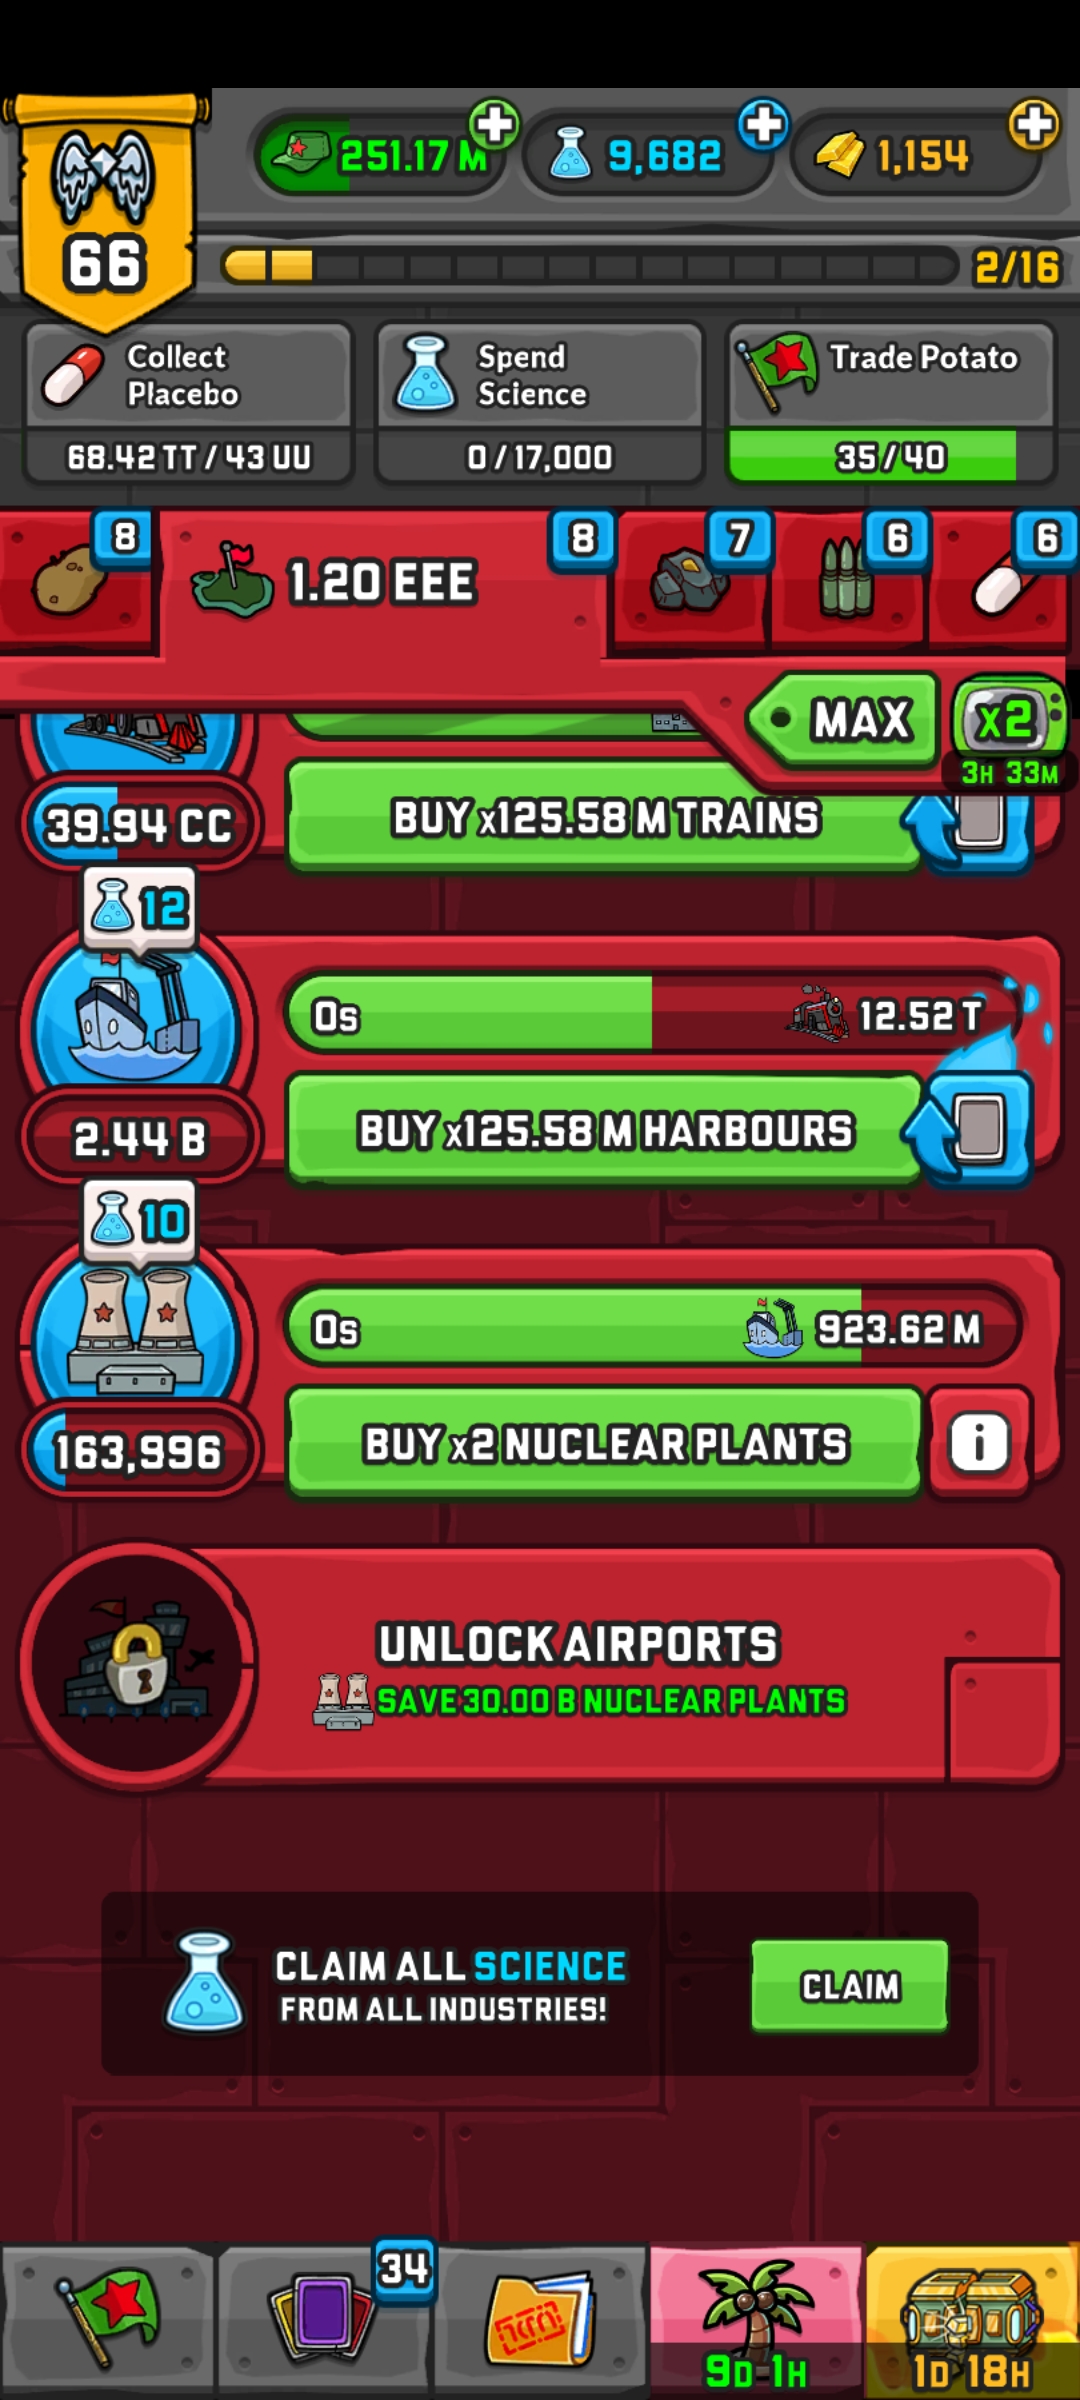 251.17 M
9,682
1,154
66
2/16
Collect
Placebo
68.42 TT / 43 UU
Spend
Science
0 / 17,000
Trade Potato
35 / 40
8
1.20 EEE
8
7
6
6
MAX
x2
3H 33M
39.94 CC
BUY x125.58 M TRAINS
12
0s
12.52 T
2.44 B
BUY x125.58 M HARBOURS
10
0s
923.62 M
163,996
BUY x2 NUCLEAR PLANTS
i
UNLOCK AIRPORTS
SAVE 30.00 B NUCLEAR PLANTS
CLAIM ALL SCIENCE
FROM ALL INDUSTRIES!
CLAIM
34
9D 1H
1D 18H